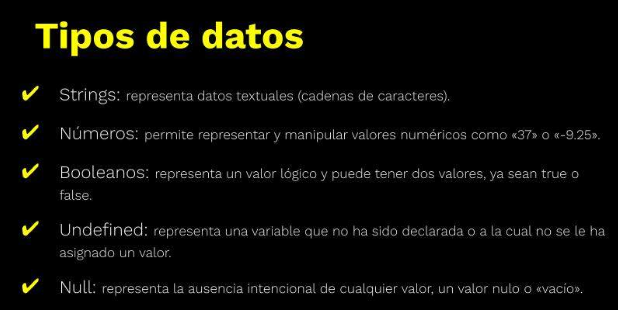 Tipos de datos
✔ Strings: representa datos textuales (cadenas de caracteres).
✔ Números: permite representar y manipular valores numéricos como «37» o «-9.25».
✔ Booleanos: representa un valor lógico y puede tener dos valores, ya sean true o
false.
✔ Undefined: representa una variable que no ha sido declarada o a la cual no se le ha
asignado un valor.
✔ Null: representa la ausencia intencional de cualquier valor, un valor nulo o «vacío».